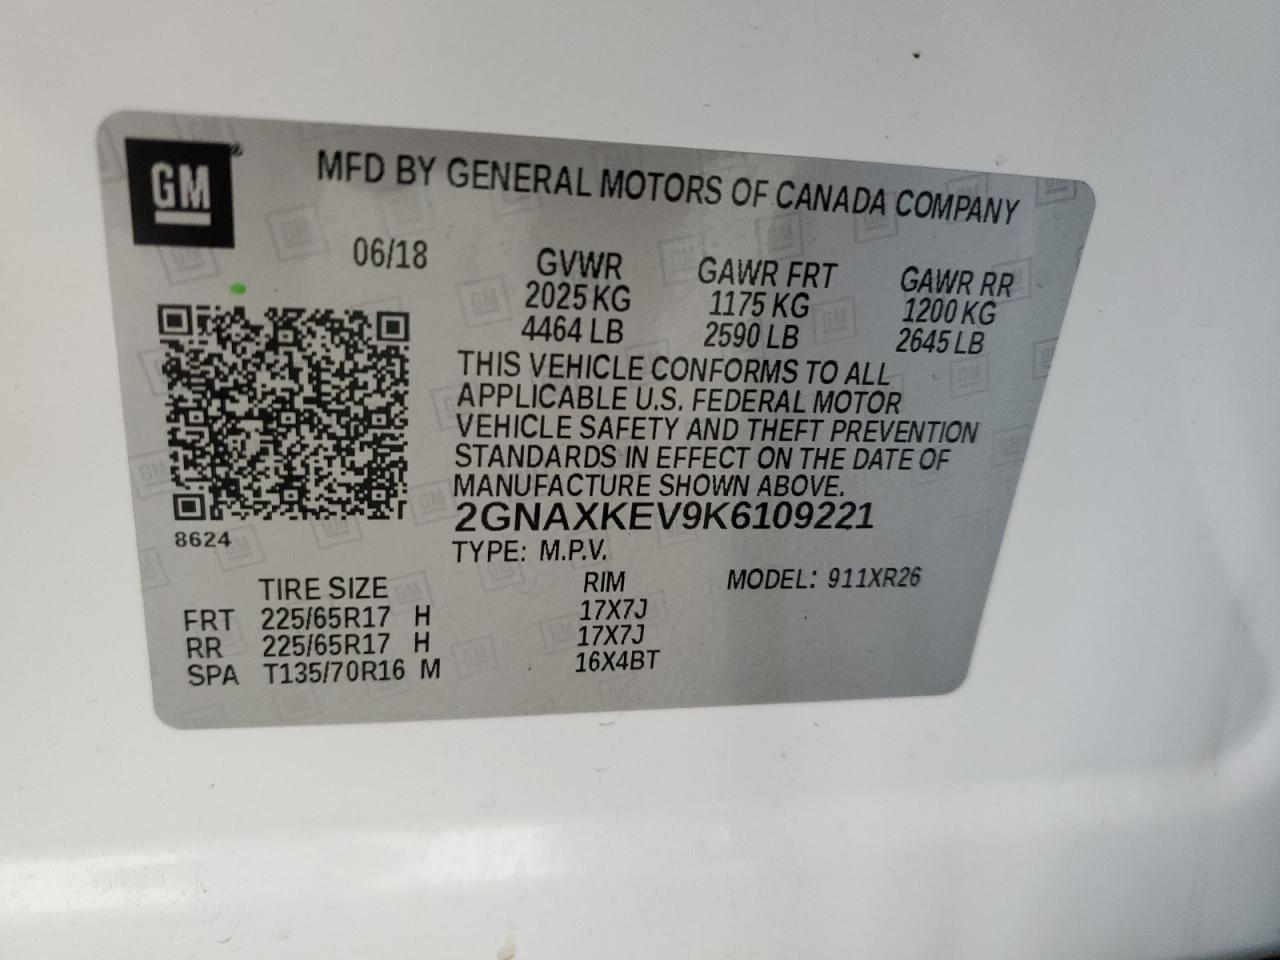 GM®
MFD BY GENERAL MOTORS OF CANADA COMPANY
06/18
GVWR GAWR FRT GAWR RR
2025 KG 1175 KG 1200 KG
4464 LB 2590 LB 2645 LB
THIS VEHICLE CONFORMS TO ALL
APPLICABLE U.S. FEDERAL MOTOR
VEHICLE SAFETY AND THEFT PREVENTION
STANDARDS IN EFFECT ON THE DATE OF
MANUFACTURE SHOWN ABOVE.
2GNAXKEV9K6109221
8624
TYPE: M.P.V.
TIRE SIZE RIM MODEL: 911XR26
FRT 225/65R17 H 17X7J
RR 225/65R17 H 17X7J
SPA T135/70R16 M 16X4BT